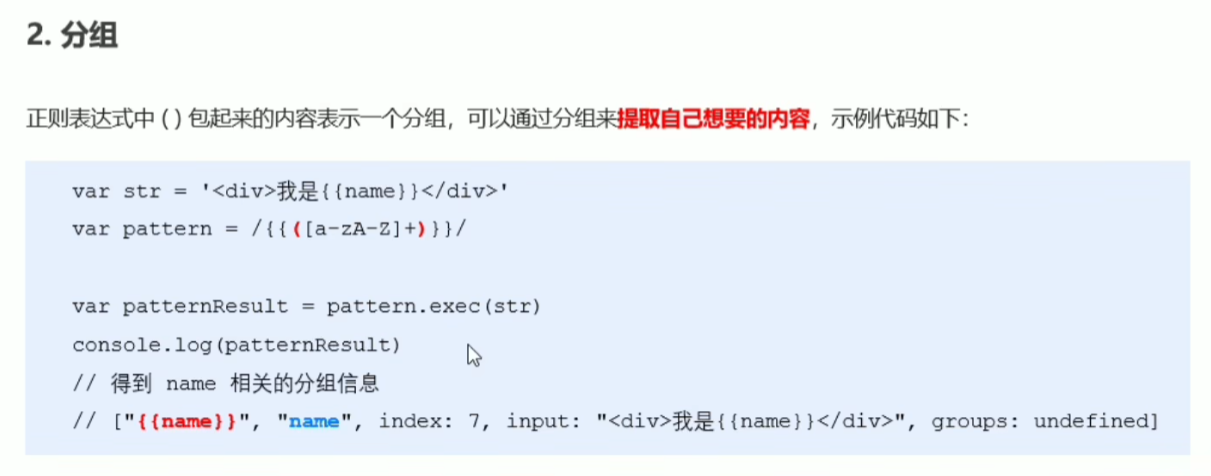 2. 分组
正则表达式中 ( ) 包起来的内容表示一个分组，可以通过分组来提取自己想要的内容，示例代码如下：
var str = '<div>我是{{name}}</div>'
var pattern = /{{([a-zA-Z]+)}}/
var patternResult = pattern.exec(str)
console.log(patternResult)
// 得到 name 相关的分组信息
// ["{{name}}", "name", index: 7, input: "<div>我是{{name}}</div>", groups: undefined]